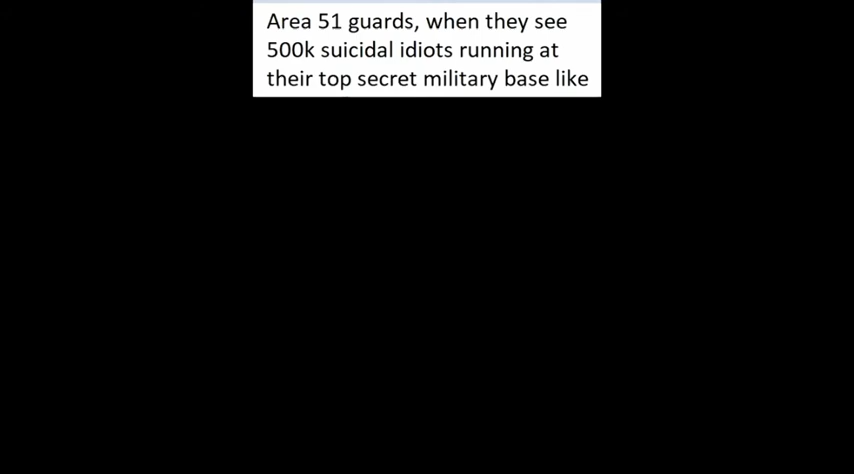 Area 51 guards, when they see
500k suicidal idiots running at
their top secret military base like